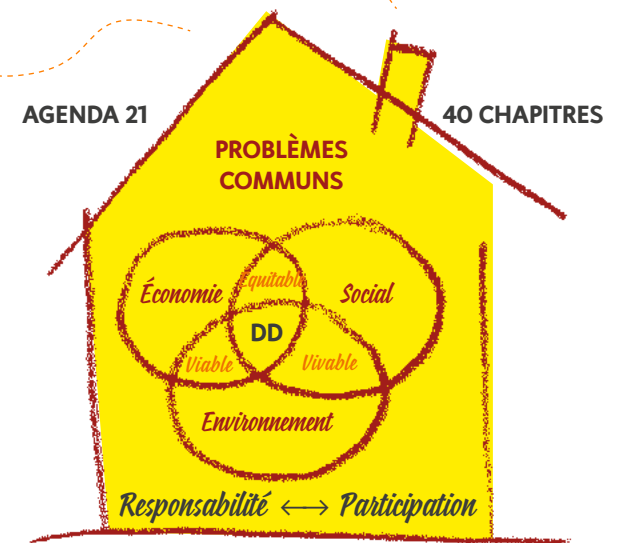 AGENDA 21
40 CHAPITRES
PROBLÈMES
COMMUNS
Équitable
Économie
Social
DD
Viable
Vivable
Environnement
Responsabilité ⟷ Participation